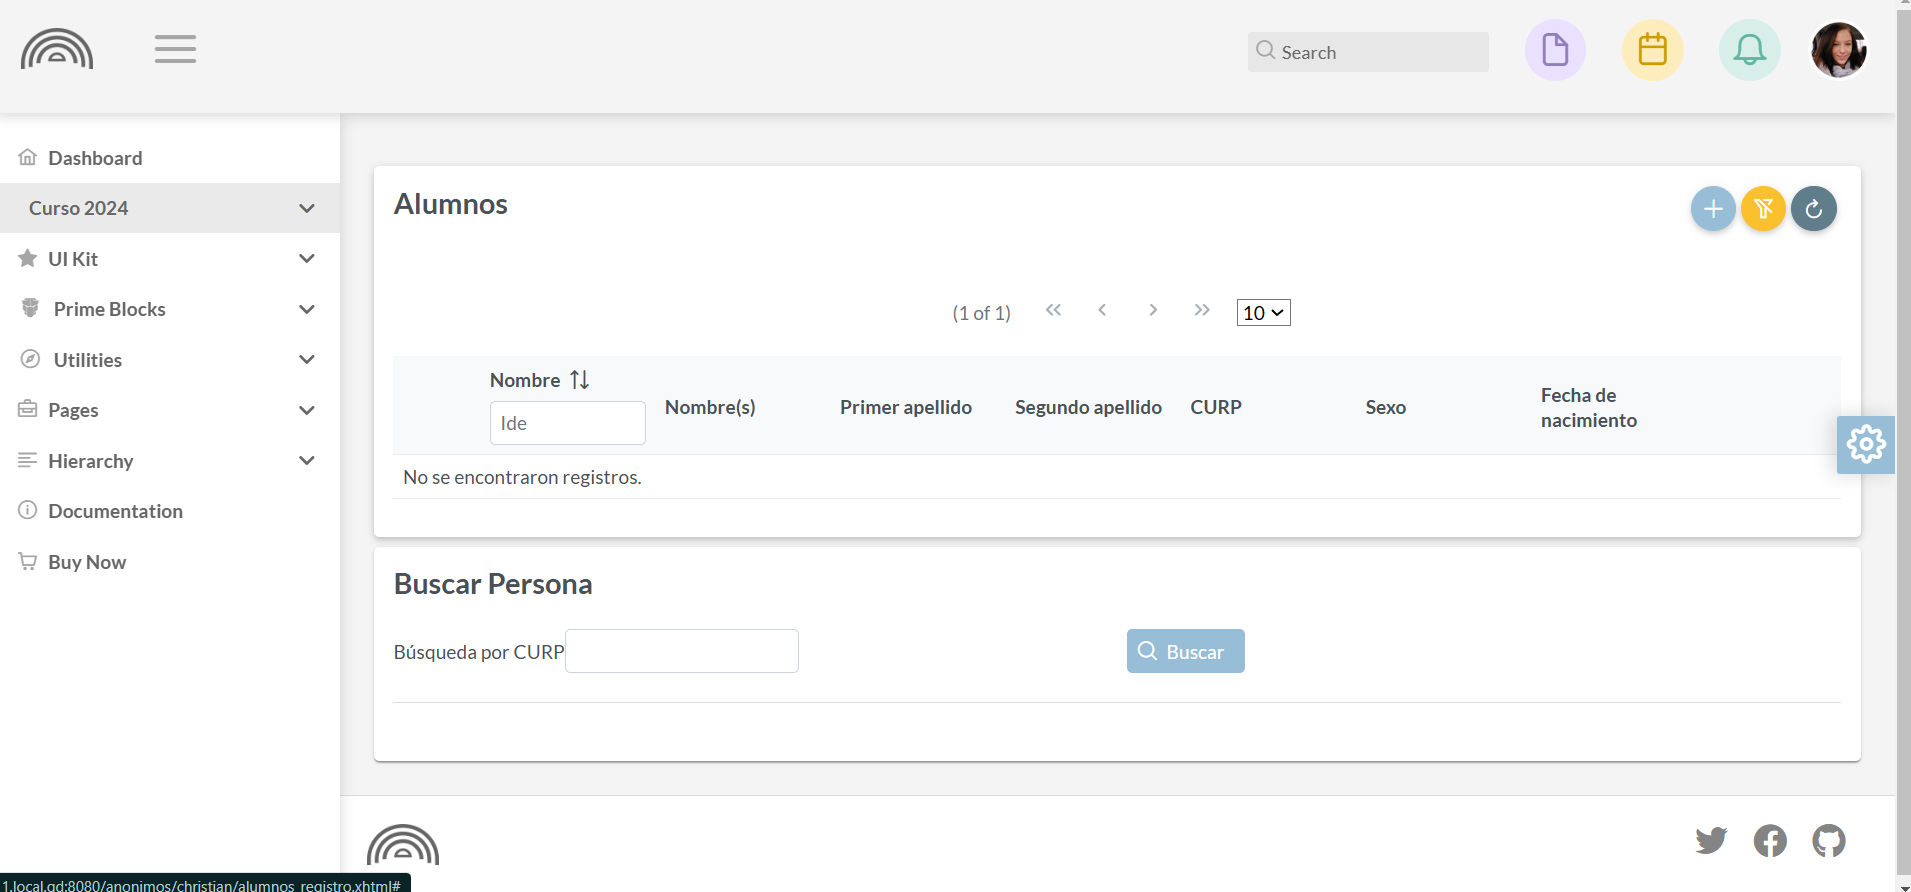 Search
Dashboard
Curso 2024
UI Kit
Prime Blocks
Utilities
Pages
Hierarchy
Documentation
Buy Now
Alumnos
(1 of 1)
10
Nombre
Ide
Nombre(s)
Primer apellido
Segundo apellido
CURP
Sexo
Fecha de
nacimiento
No se encontraron registros.
Buscar Persona
Búsqueda por CURP
Buscar
1.local.gd:8080/anonimos/christian/alumnos_registro.xhtml#